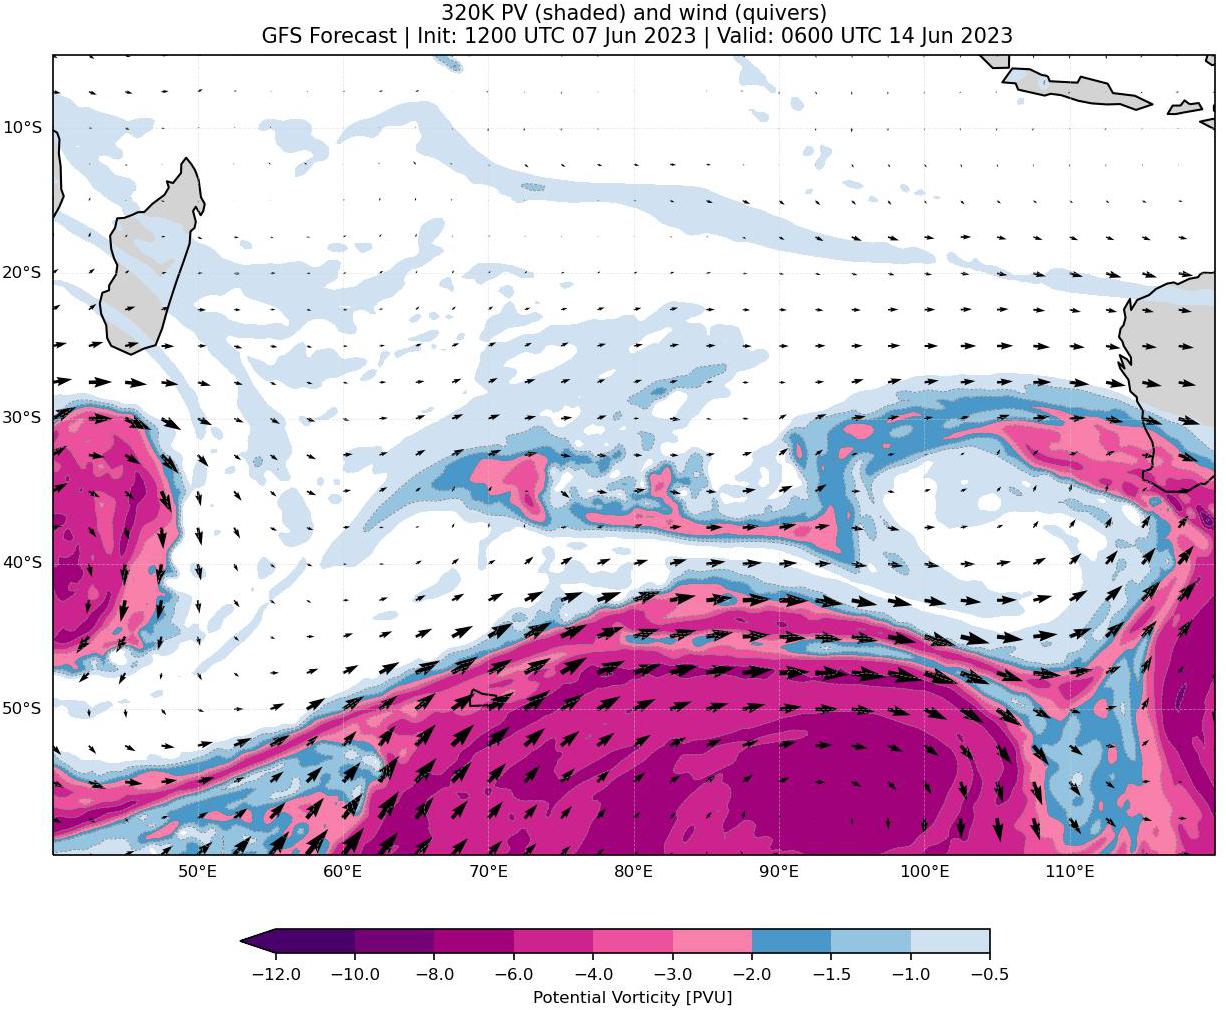 320K PV (shaded) and wind (quivers)
GFS Forecast | Init: 1200 UTC 07 Jun 2023 | Valid: 0600 UTC 14 Jun 2023
10°S
20°S
30°S
40°S
50°S
50°E 60°E 70°E 80°E 90°E 100°E 110°E
−12.0 −10.0 −8.0 −6.0 −4.0 −3.0 −2.0 −1.5 −1.0 −0.5
Potential Vorticity [PVU]